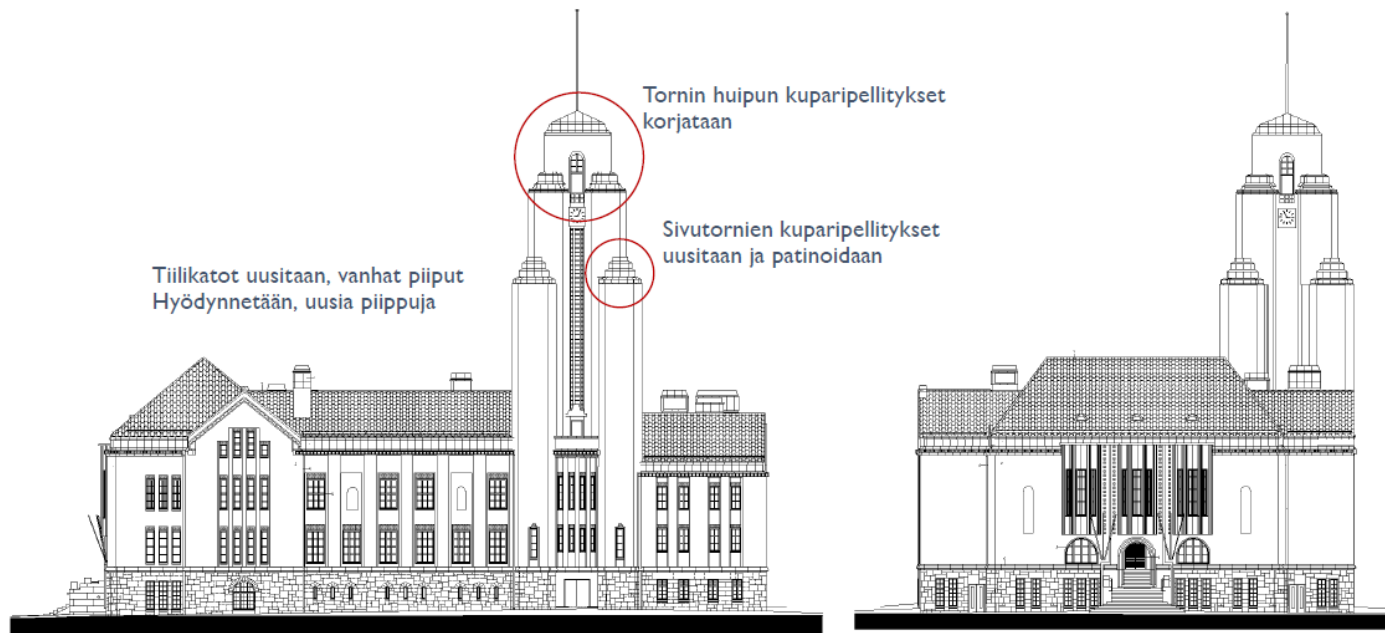 Tornin huipun kuparipellitykset
korjataan
Sivutornien kuparipellitykset
uusitaan ja patinoidaan
Tiilikatot uusitaan, vanhat piiput
Hyödynnetään, uusia piippuja